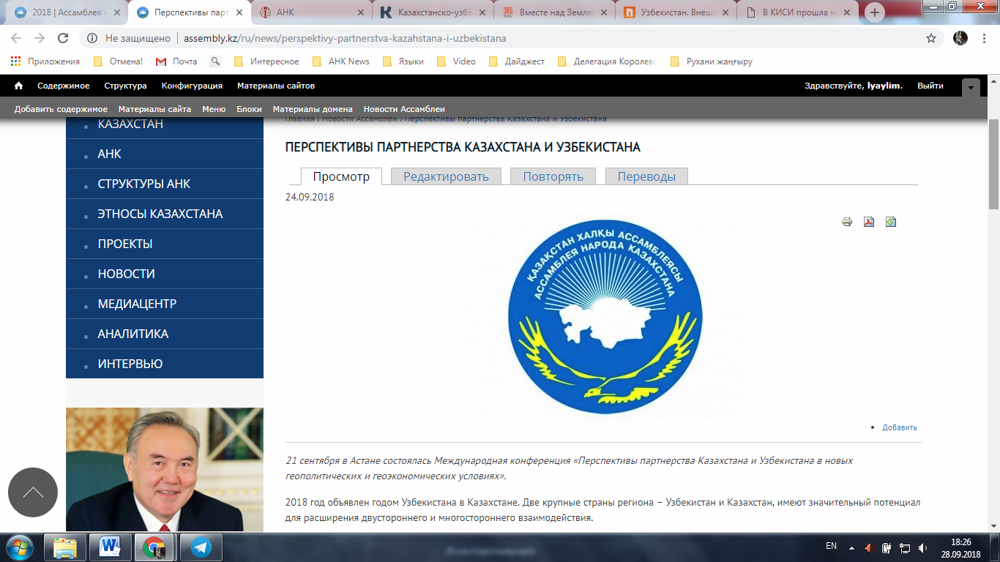 2018 | Ассамблея
Перспективы парт
АНК
Казахстанско-узбе
Вместе над Землей
Узбекистан. Внеш
В КИСИ прошла м
Не защищено | assembly.kz/ru/news/perspektivy-partnerstva-kazahstana-i-uzbekistana
Приложения Отмена! Почта Интересное АНК News Языки Video Дайджест Делегация Королевс Рухани жаңғыру
Содержимое Структура Конфигурация Материалы сайтов Здравствуйте, lyaylim. Выйти
Добавить содержимое Материалы сайта Меню Блоки Материалы домена Новости Ассамблеи
Главная › Новости Ассамблеи › Перспективы партнерства Казахстана и Узбекистана
КАЗАХСТАН
АНК
СТРУКТУРЫ АНК
ЭТНОСЫ КАЗАХСТАНА
ПРОЕКТЫ
НОВОСТИ
МЕДИАЦЕНТР
АНАЛИТИКА
ИНТЕРВЬЮ
ПЕРСПЕКТИВЫ ПАРТНЕРСТВА КАЗАХСТАНА И УЗБЕКИСТАНА
Просмотр Редактировать Повторять Переводы
24.09.2018
ҚАЗАҚСТАН ХАЛҚЫ АССАМБЛЕЯСЫ
АССАМБЛЕЯ НАРОДА КАЗАХСТАНА
Добавить
21 сентября в Астане состоялась Международная конференция «Перспективы партнерства Казахстана и Узбекистана в новых
геополитических и геоэкономических условиях».
2018 год объявлен годом Узбекистана в Казахстане. Две крупные страны региона – Узбекистан и Казахстан, имеют значительный потенциал
для расширения двустороннего и многостороннего взаимодействия.
EN
18:26
28.09.2018